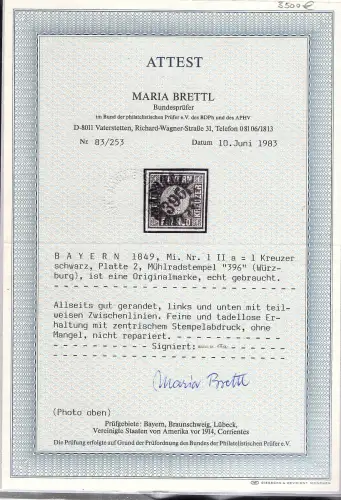 8500€
ATTEST
MARIA BRETTL
Bundesprüfer
im Bund der philatelistischen Prüfer e.V. des BDPh und des APHV
D-8011 Vaterstetten, Richard-Wagner-Straße 31, Telefon 08106/1813
Nr 83/253 Datum 10.Juni 1983
BAYERN
KREUZER
B A Y E R N 1849, Mi. Nr. 1 II a = 1 Kreuzer
schwarz, Platte 2, Mühlradstempel "396" (Würz-
burg), ist eine Originalmarke, echt gebraucht.
Allseits gut gerandet, links und unten mit teil-
weisen Zwischenlinien. Feine und tadellose Er-
haltung mit zentrischem Stempelabdruck, ohne
Mangel, nicht repariert.
Signiert:
Maria Brettl
(Photo oben)
Prüfgebiete: Bayern, Braunschweig, Lübeck,
Vereinigte Staaten von Amerika vor 1914, Carrientes
Die Prüfung erfolgte auf Grund der Prüfordnung des Bundes der Philatelistischen Prüfer e.V.